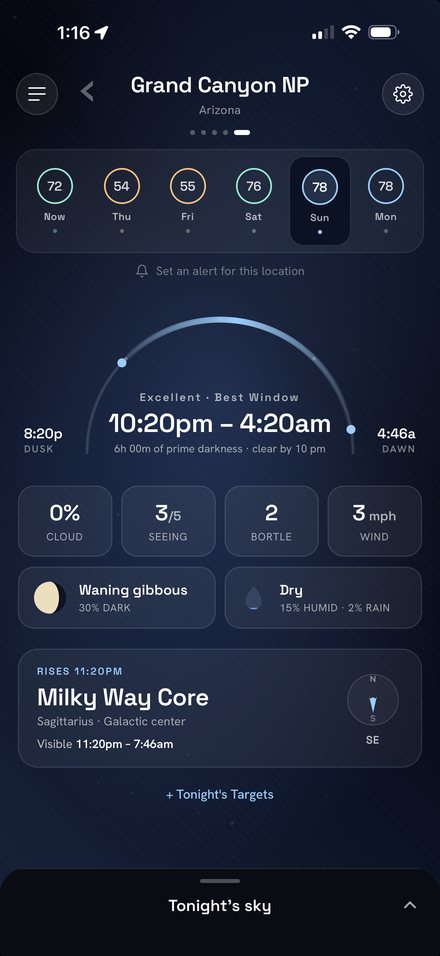 1:16
Grand Canyon NP
Arizona
72 54 55 76 78 78
Now Thu Fri Sat Sun Mon
Set an alert for this location
Excellent · Best Window
10:20pm – 4:20am
6h 00m of prime darkness · clear by 10 pm
8:20p
DUSK
4:46a
DAWN
0% 3/5 2 3 mph
CLOUD SEEING BORTLE WIND
Waning gibbous
30% DARK
Dry
15% HUMID · 2% RAIN
RISES 11:20PM
Milky Way Core
Sagittarius · Galactic center
Visible 11:20pm – 7:46am
N
S
SE
+ Tonight's Targets
Tonight's sky